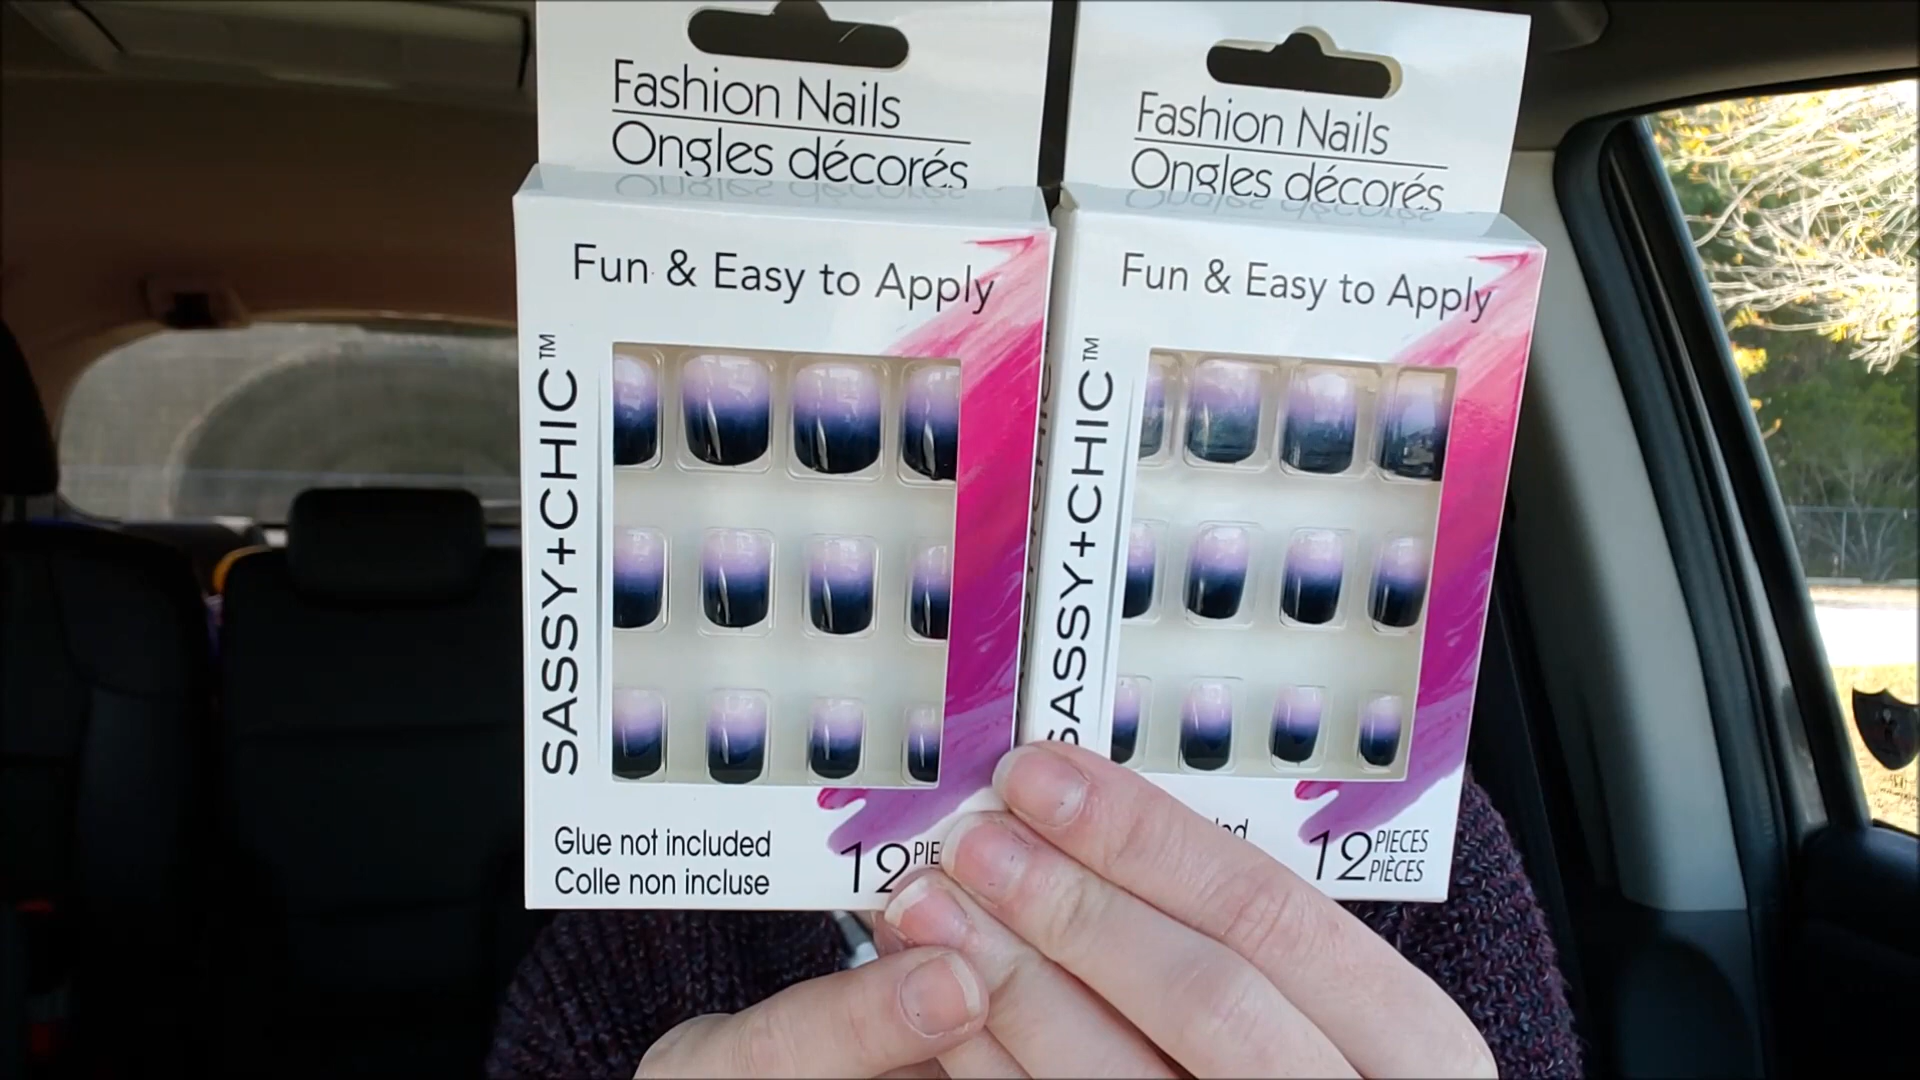 Fashion Nails
Ongles décorés
Fun & Easy to Apply
SASSY+CHIC™
Glue not included
Colle non incluse
12
Fashion Nails
Ongles décorés
Fun & Easy to Apply
SASSY+CHIC™
12 PIECES
PIÈCES